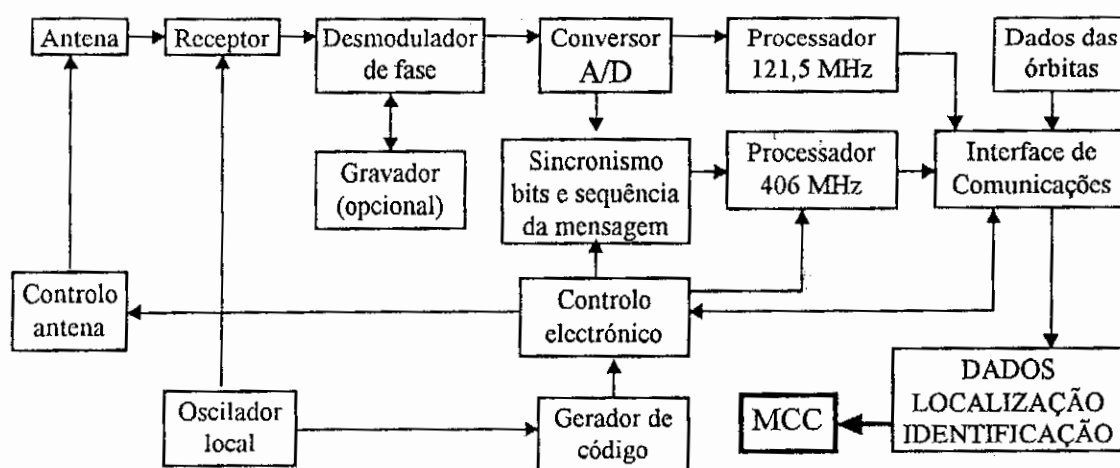 Antena
Receptor
Desmodulador
de fase
Conversor
A/D
Processador
121,5 MHz
Dados das
órbitas
Gravador
(opcional)
Sincronismo
bits e sequência
da mensagem
Processador
406 MHz
Interface de
Comunicações
Controlo
antena
Controlo
electrónico
Oscilador
local
Gerador de
código
MCC
DADOS
LOCALIZAÇÃO
IDENTIFICAÇÃO